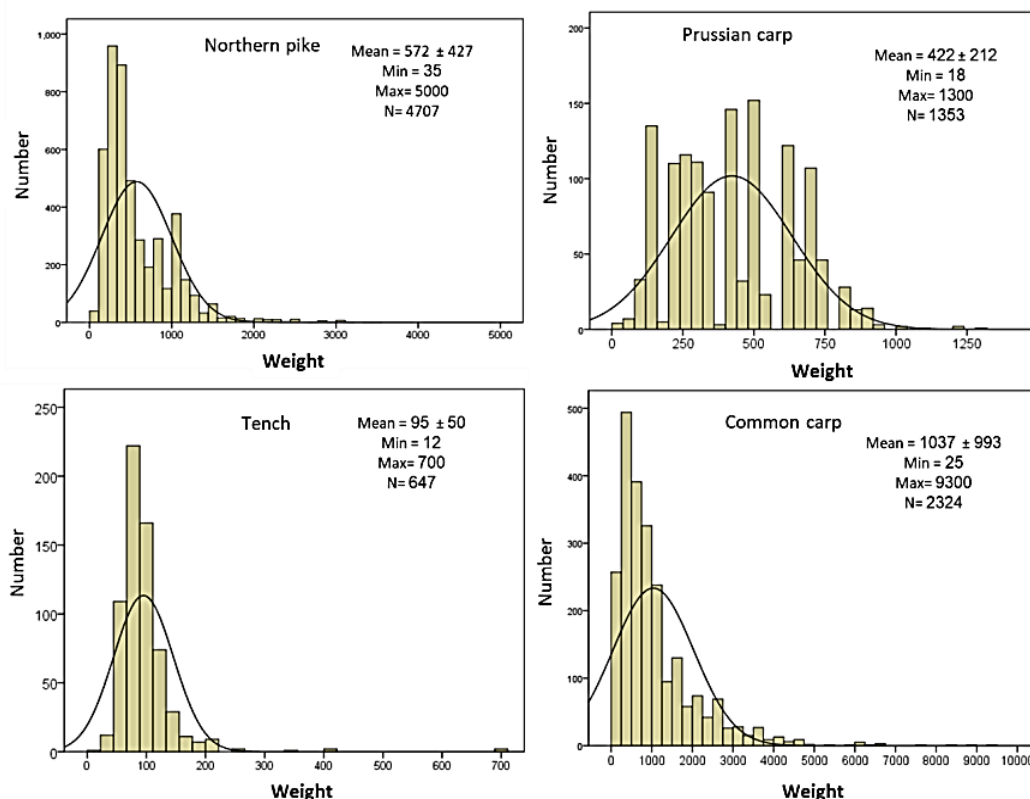 Northern pike
Mean = 572 ± 427
Min = 35
Max= 5000
N= 4707
1,000
800
600
400
200
0
Number
0
1000
2000
3000
4000
5000
Weight
Prussian carp
Mean = 422 ± 212
Min = 18
Max= 1300
N= 1353
200
150
100
50
0
Number
0
250
500
750
1000
1250
Weight
Tench
Mean = 95 ± 50
Min = 12
Max= 700
N= 647
250
200
150
100
50
0
Number
0
100
200
300
400
500
600
700
Weight
Common carp
Mean = 1037 ± 993
Min = 25
Max= 9300
N= 2324
500
400
300
200
100
0
Number
0
1000
2000
3000
4000
5000
6000
7000
8000
9000
10000
Weight